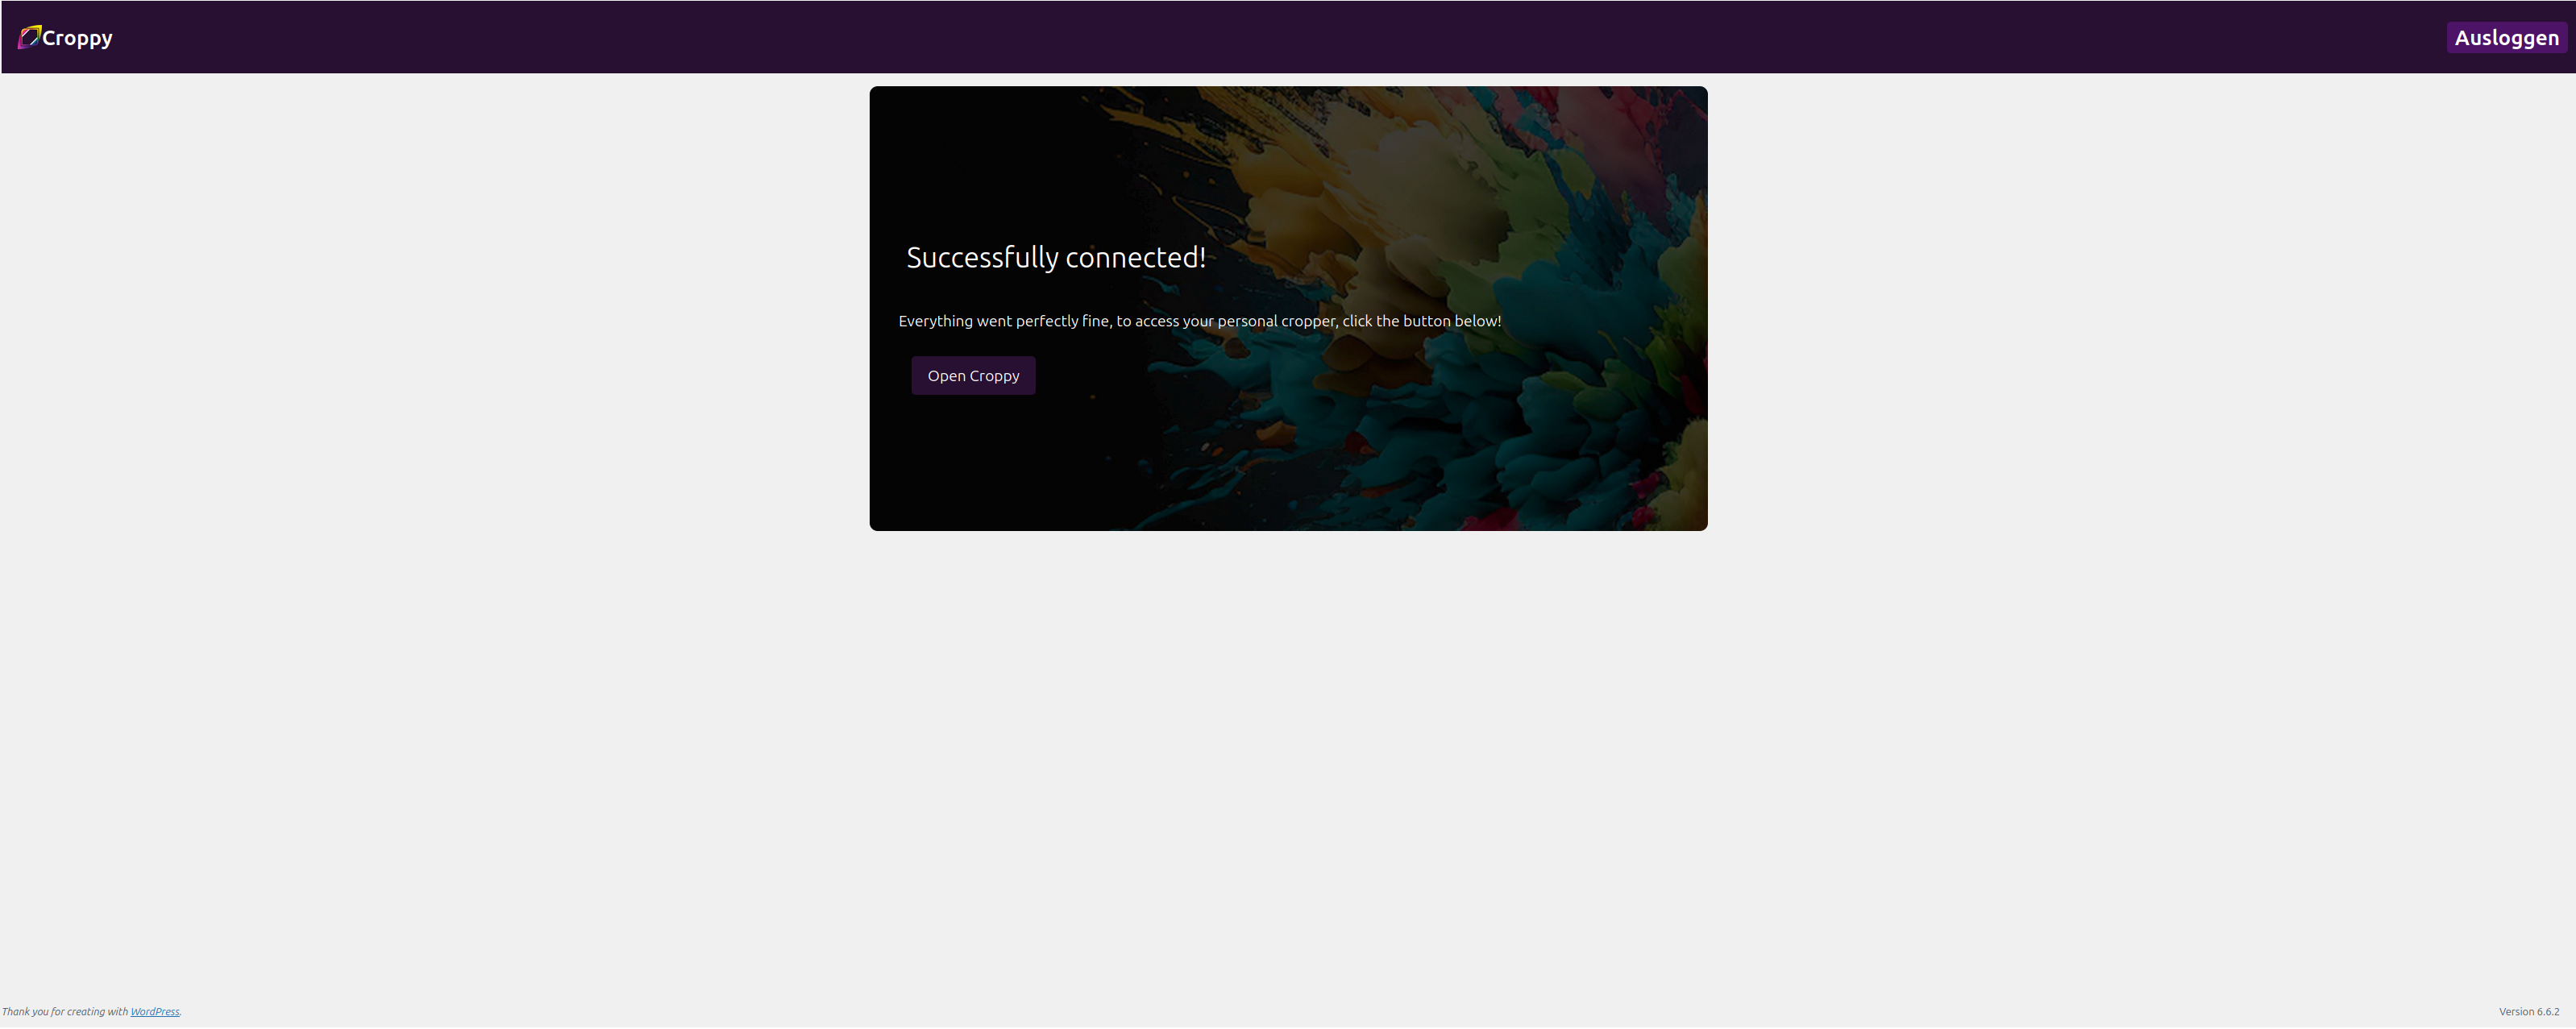 Croppy
Ausloggen
Successfully connected!
Everything went perfectly fine, to access your personal cropper, click the button below!
Open Croppy
Thank you for creating with WordPress.
Version 6.6.2